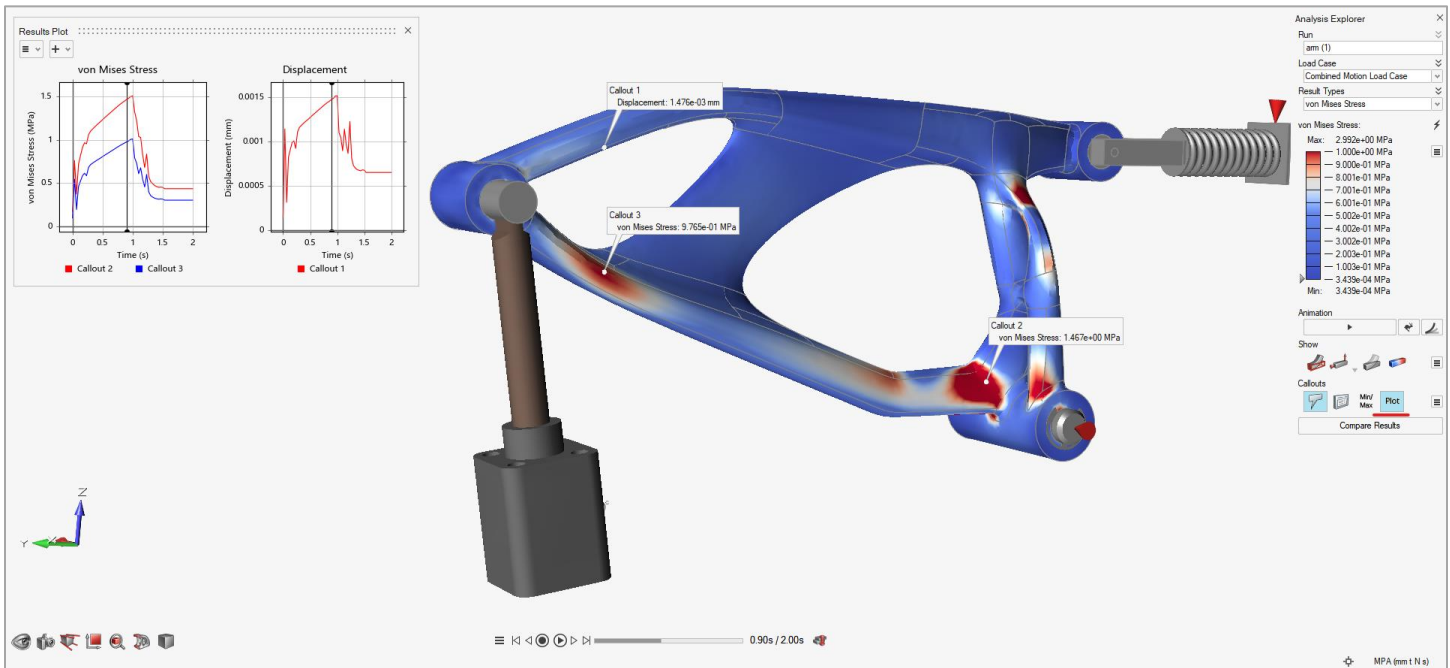 Results Plot
von Mises Stress
Displacement
von Mises Stress (MPa)
1.5
1
0.5
0
0 0.5 1 1.5 2
Time (s)
Callout 2 Callout 3
Displacement (mm)
0.0015
0.001
0.0005
0
0 0.5 1 1.5 2
Time (s)
Callout 1
Callout 1
Displacement: 1.476e-03 mm
Callout 3
von Mises Stress: 9.765e-01 MPa
Callout 2
von Mises Stress: 1.467e+00 MPa
Z
Y
0.90s / 2.00s
Analysis Explorer
Run
arm (1)
Load Case
Combined Motion Load Case
Result Types
von Mises Stress
von Mises Stress:
Max: 2.992e+00 MPa
1.000e+00 MPa
9.000e-01 MPa
8.001e-01 MPa
7.001e-01 MPa
6.001e-01 MPa
5.002e-01 MPa
4.002e-01 MPa
3.002e-01 MPa
2.003e-01 MPa
1.003e-01 MPa
3.439e-04 MPa
Min: 3.439e-04 MPa
Animation
Show
Callouts
Min/
Max
Plot
Compare Results
MPA (mm t N s)